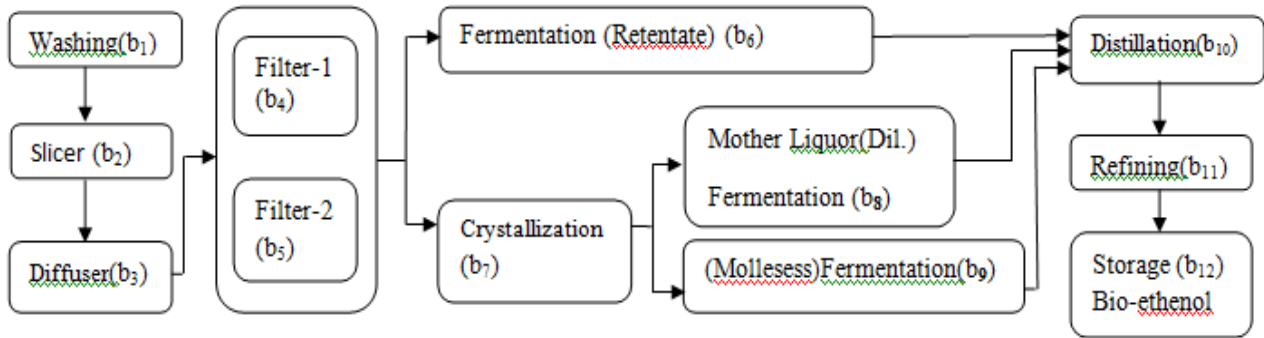 Washing(b₁)
Slicer (b₂)
Diffuser(b₃)
Filter-1
(b₄)
Filter-2
(b₅)
Fermentation (Retentate) (b₆)
Crystallization
(b₇)
Mother Liquor(Dil.)
Fermentation (b₈)
(Mollesess)Fermentation(b₉)
Distillation(b₁₀)
Refining(b₁₁)
Storage (b₁₂)
Bio-ethenol